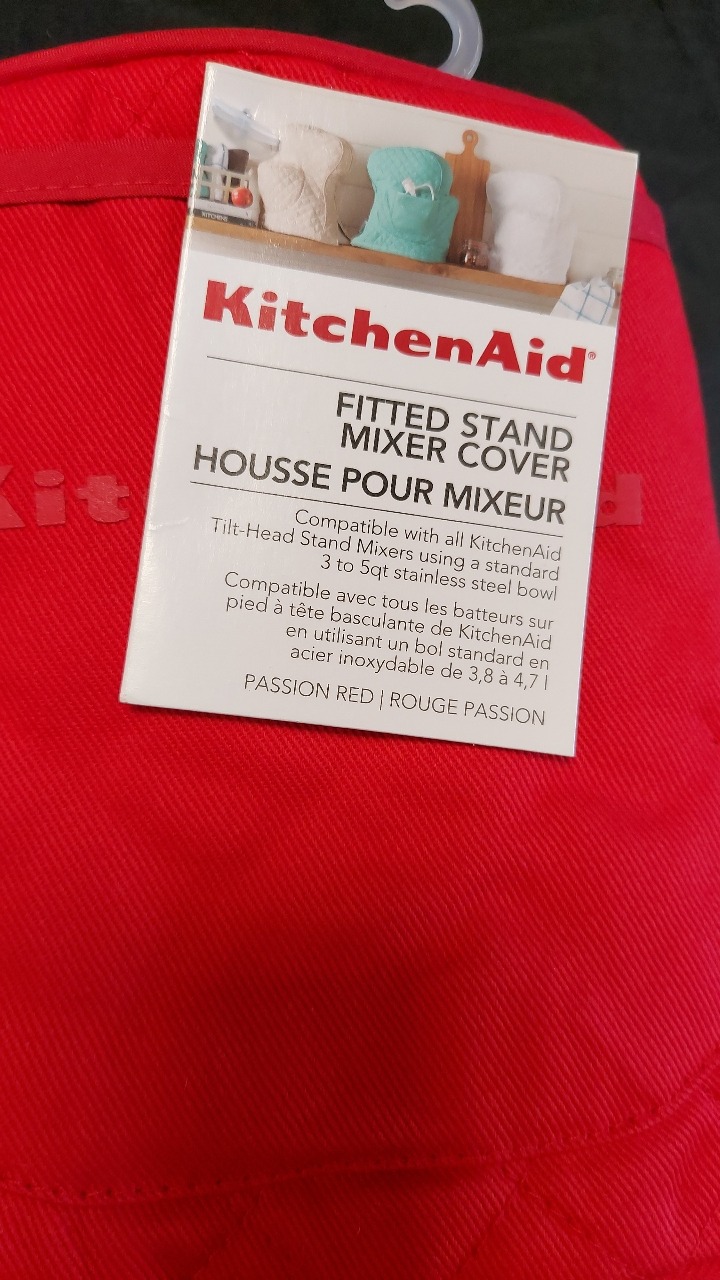 KitchenAid®
FITTED STAND
MIXER COVER
HOUSSE POUR MIXEUR
Compatible with all KitchenAid
Tilt-Head Stand Mixers using a standard
3 to 5qt stainless steel bowl
Compatible avec tous les batteurs sur
pied à tête basculante de KitchenAid
en utilisant un bol standard en
acier inoxydable de 3,8 à 4,7 l
PASSION RED | ROUGE PASSION
Kit d